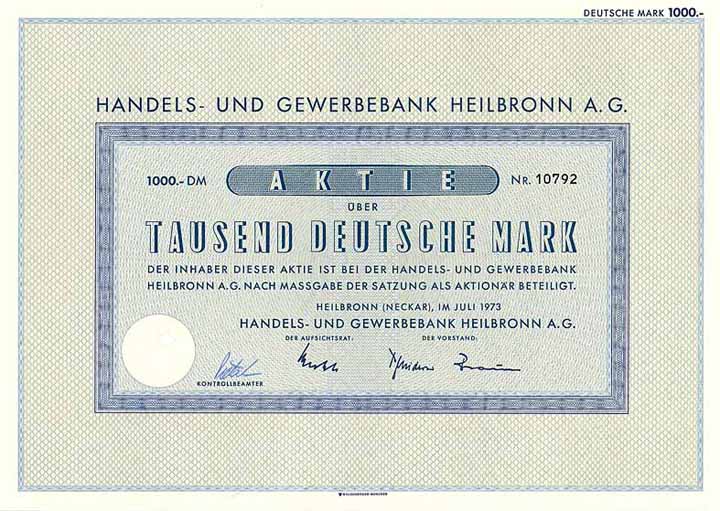 DEUTSCHE MARK 1000.-
HANDELS- UND GEWERBEBANK HEILBRONN A.G.
1000.- DM AKTIE NR. 10792
ÜBER
TAUSEND DEUTSCHE MARK
DER INHABER DIESER AKTIE IST BEI DER HANDELS- UND GEWERBEBANK
HEILBRONN A.G. NACH MASSGABE DER SATZUNG ALS AKTIONÄR BETEILIGT.
HEILBRONN (NECKAR), IM JULI 1973
HANDELS- UND GEWERBEBANK HEILBRONN A.G.
DER AUFSICHTSRAT: DER VORSTAND:
KONTROLLBEAMTER